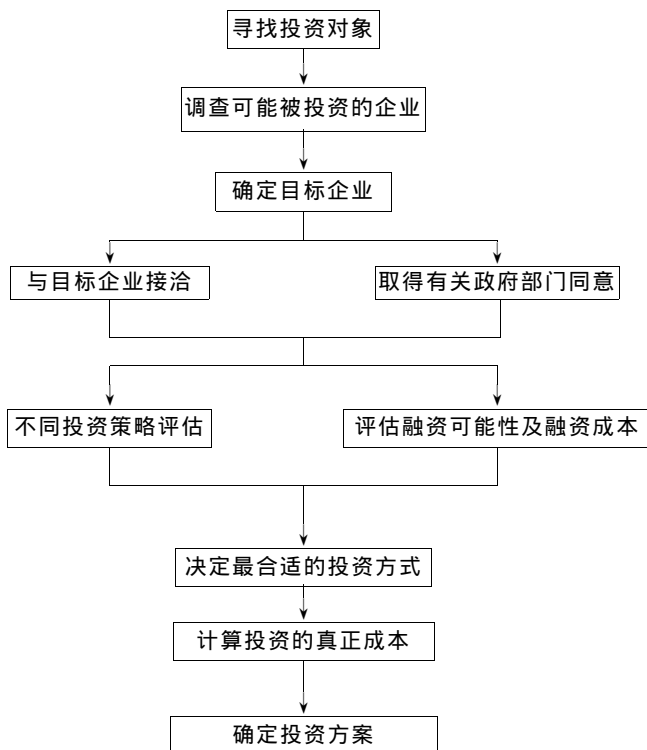 寻找投资对象
调查可能被投资的企业
确定目标企业
与目标企业接洽
取得有关政府部门同意
不同投资策略评估
评估融资可能性及融资成本
决定最合适的投资方式
计算投资的真正成本
确定投资方案